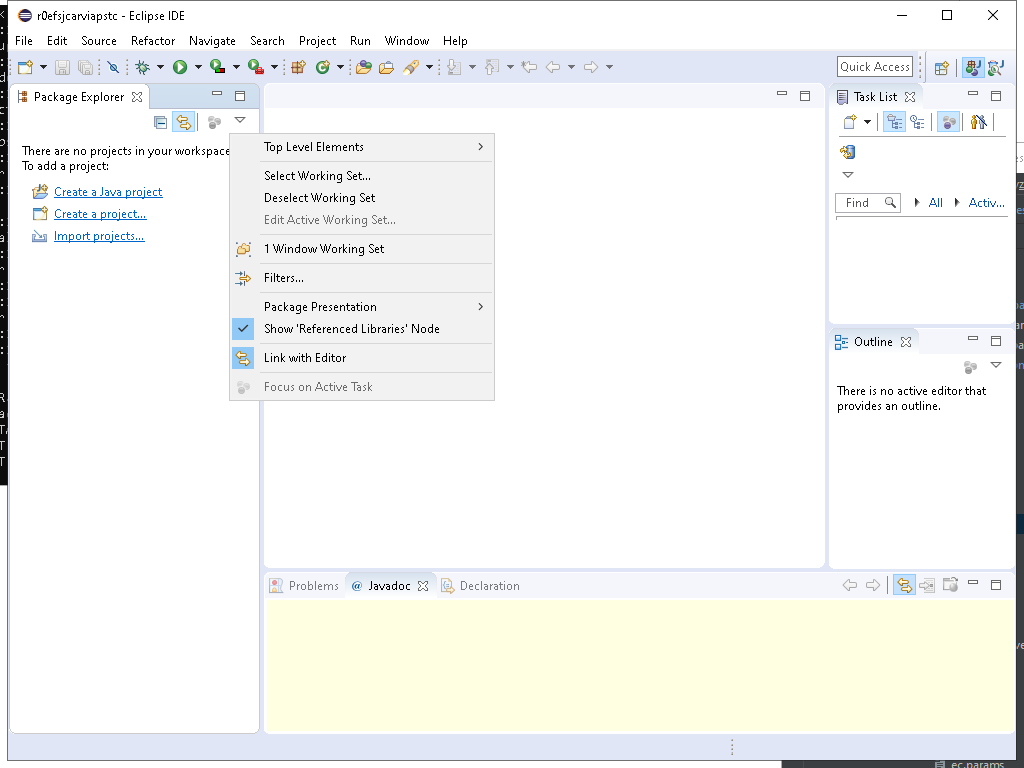 r0efsjcarviapstc - Eclipse IDE
File Edit Source Refactor Navigate Search Project Run Window Help
Quick Access
Package Explorer
There are no projects in your workspace
To add a project:
Create a Java project
Create a project...
Import projects...
Top Level Elements
Select Working Set...
Deselect Working Set
Edit Active Working Set...
1 Window Working Set
Filters...
Package Presentation
Show 'Referenced Libraries' Node
Link with Editor
Focus on Active Task
Task List
Find All Activ...
Outline
There is no active editor that
provides an outline.
Problems @ Javadoc Declaration
ec.params